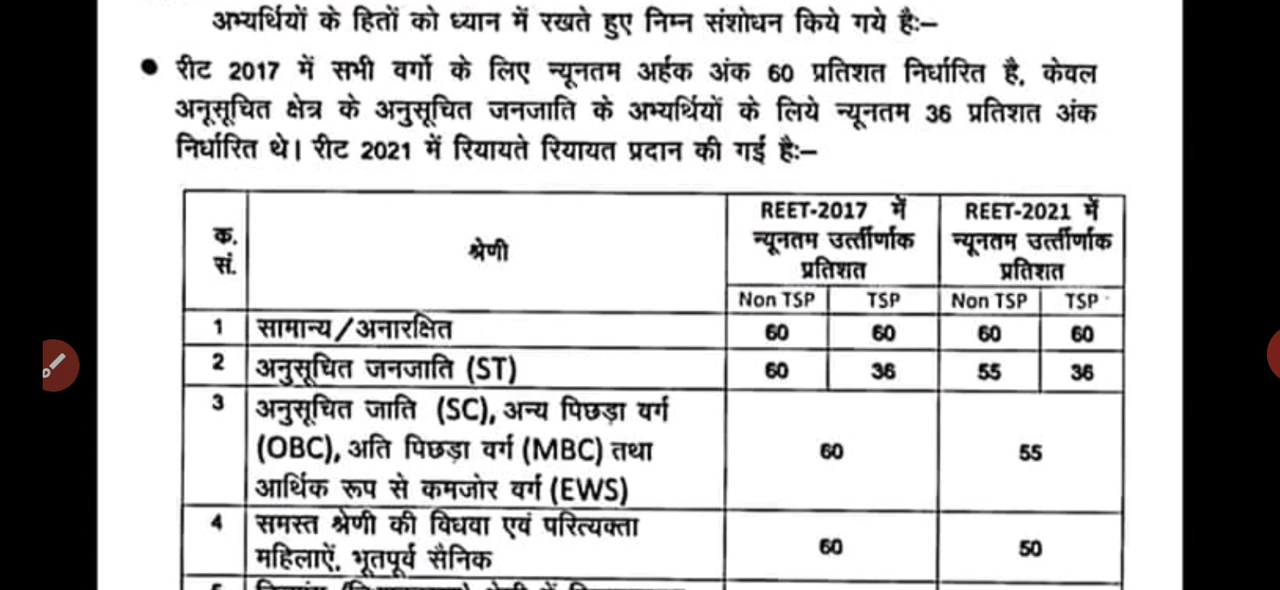 अभ्यर्थियों के हितों को ध्यान में रखते हुए निम्न संशोधन किये गये हैः–
● रीट 2017 में सभी वर्गो के लिए न्यूनतम अर्हक अंक 60 प्रतिशत निर्धारित है, केवल
अनूसूचित क्षेत्र के अनुसूचित जनजाति के अभ्यर्थियों के लिये न्यूनतम 36 प्रतिशत अंक
निर्धारित थे। रीट 2021 में रियायते रियायत प्रदान की गई हैः–
क. सं. श्रेणी REET-2017 में न्यूनतम उर्त्तीर्णाक प्रतिशत REET-2021 में न्यूनतम उर्त्तीर्णाक प्रतिशत
Non TSP TSP Non TSP TSP
1 सामान्य/अनारक्षित 60 60 60 60
2 अनुसूचित जनजाति (ST) 60 36 55 36
3 अनुसूचित जाति (SC), अन्य पिछड़ा वर्ग
(OBC), अति पिछड़ा वर्ग (MBC) तथा 60 55
आर्थिक रूप से कमजोर वर्ग (EWS)
4 समस्त श्रेणी की विधवा एवं परित्यक्ता
महिलाऐं, भूतपूर्व सैनिक 60 50